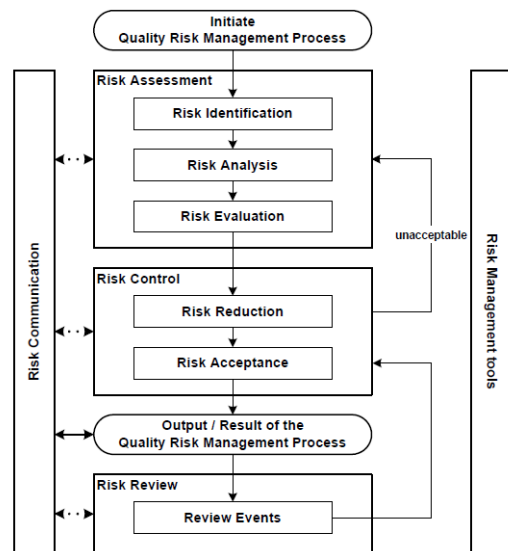 Initiate
Quality Risk Management Process
Risk Assessment
Risk Identification
Risk Analysis
Risk Evaluation
unacceptable
Risk Control
Risk Reduction
Risk Acceptance
Output / Result of the
Quality Risk Management Process
Risk Review
Review Events
Risk Communication
Risk Management tools